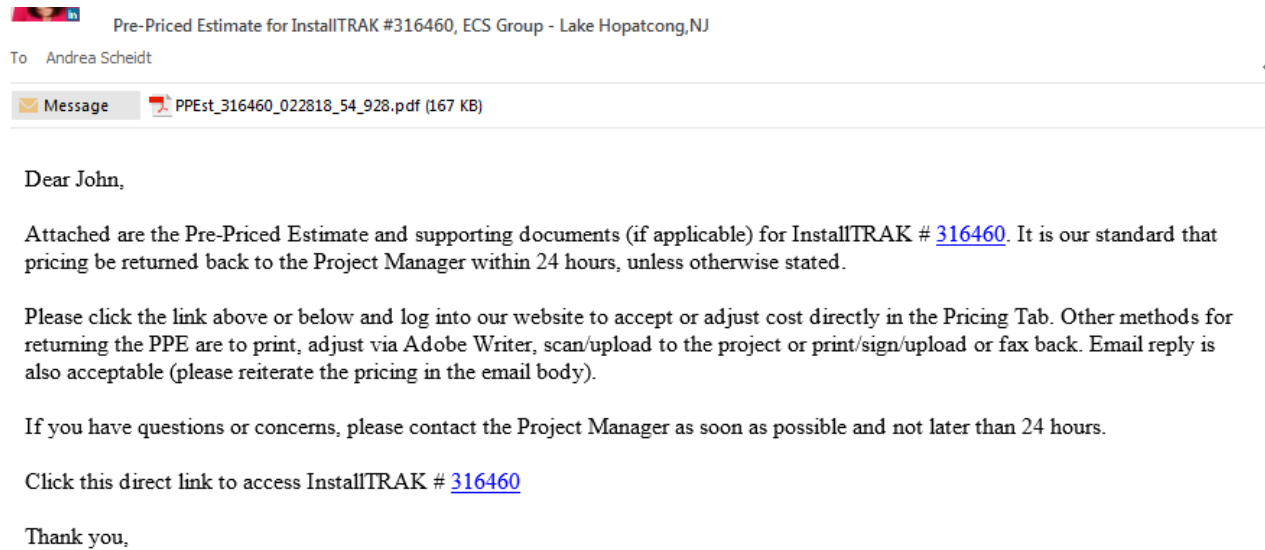 in
Pre-Priced Estimate for InstallTRAK #316460, ECS Group - Lake Hopatcong,NJ
To Andrea Scheidt
Message PPEst_316460_022818_54_928.pdf (167 KB)
Dear John,
Attached are the Pre-Priced Estimate and supporting documents (if applicable) for InstallTRAK # 316460. It is our standard that
pricing be returned back to the Project Manager within 24 hours, unless otherwise stated.
Please click the link above or below and log into our website to accept or adjust cost directly in the Pricing Tab. Other methods for
returning the PPE are to print, adjust via Adobe Writer, scan/upload to the project or print/sign/upload or fax back. Email reply is
also acceptable (please reiterate the pricing in the email body).
If you have questions or concerns, please contact the Project Manager as soon as possible and not later than 24 hours.
Click this direct link to access InstallTRAK # 316460
Thank you,